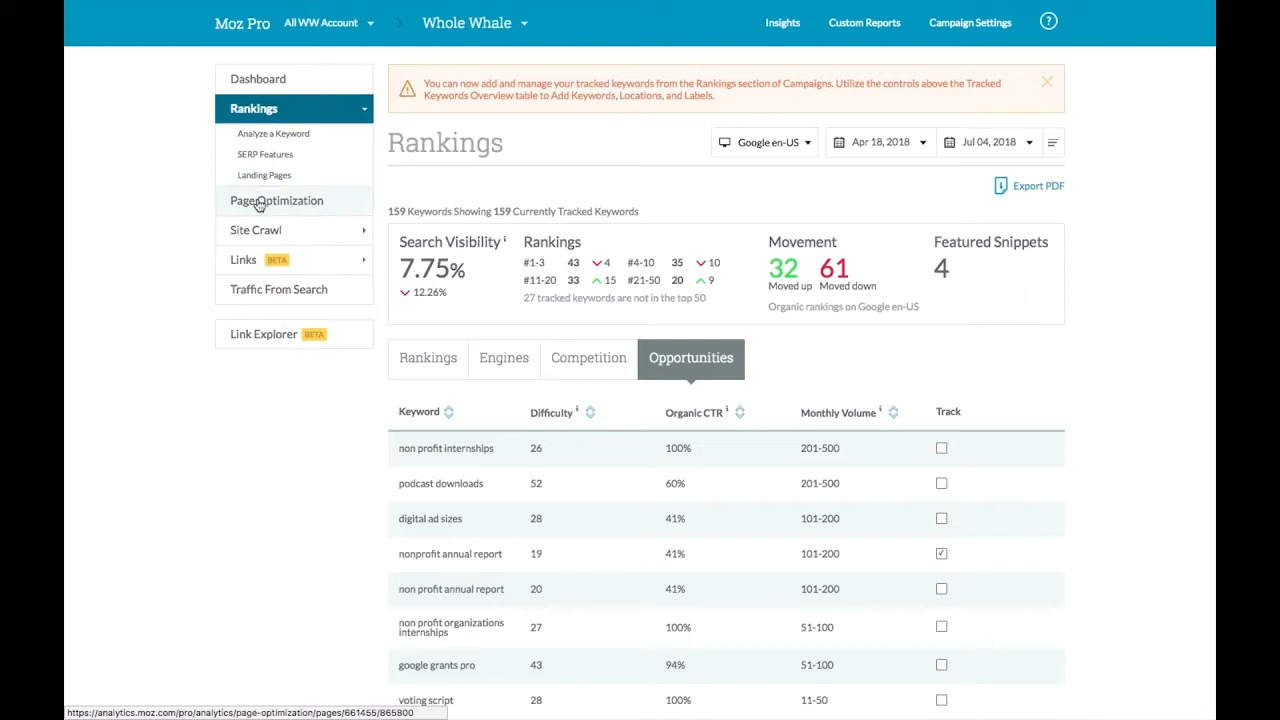 Moz Pro All WW Account Whole Whale Insights Custom Reports Campaign Settings ?
Dashboard
Rankings
Analyze a Keyword
SERP Features
Landing Pages
Page Optimization
Site Crawl
Links BETA
Traffic From Search
Link Explorer BETA
You can now add and manage your tracked keywords from the Rankings section of Campaigns. Utilize the controls above the Tracked
Keywords Overview table to Add Keywords, Locations, and Labels.
Rankings
Google en-US Apr 18, 2018 Jul 04, 2018
Export PDF
159 Keywords Showing 159 Currently Tracked Keywords
Search Visibility i
7.75%
12.26%
Rankings
#1-3 43 4 #4-10 35 10
#11-20 33 15 #21-50 20 9
27 tracked keywords are not in the top 50
Movement
32 61
Moved up Moved down
Organic rankings on Google en-US
Featured Snippets
4
Rankings Engines Competition Opportunities
Keyword Difficulty i Organic CTR i Monthly Volume i Track
non profit internships 26 100% 201-500
podcast downloads 52 60% 201-500
digital ad sizes 28 41% 101-200
nonprofit annual report 19 41% 101-200
non profit annual report 20 41% 101-200
non profit organizations
internships 27 100% 51-100
google grants pro 43 94% 51-100
voting script 28 100% 11-50
https://analytics.moz.com/pro/analytics/page-optimization/pages/661455/865800